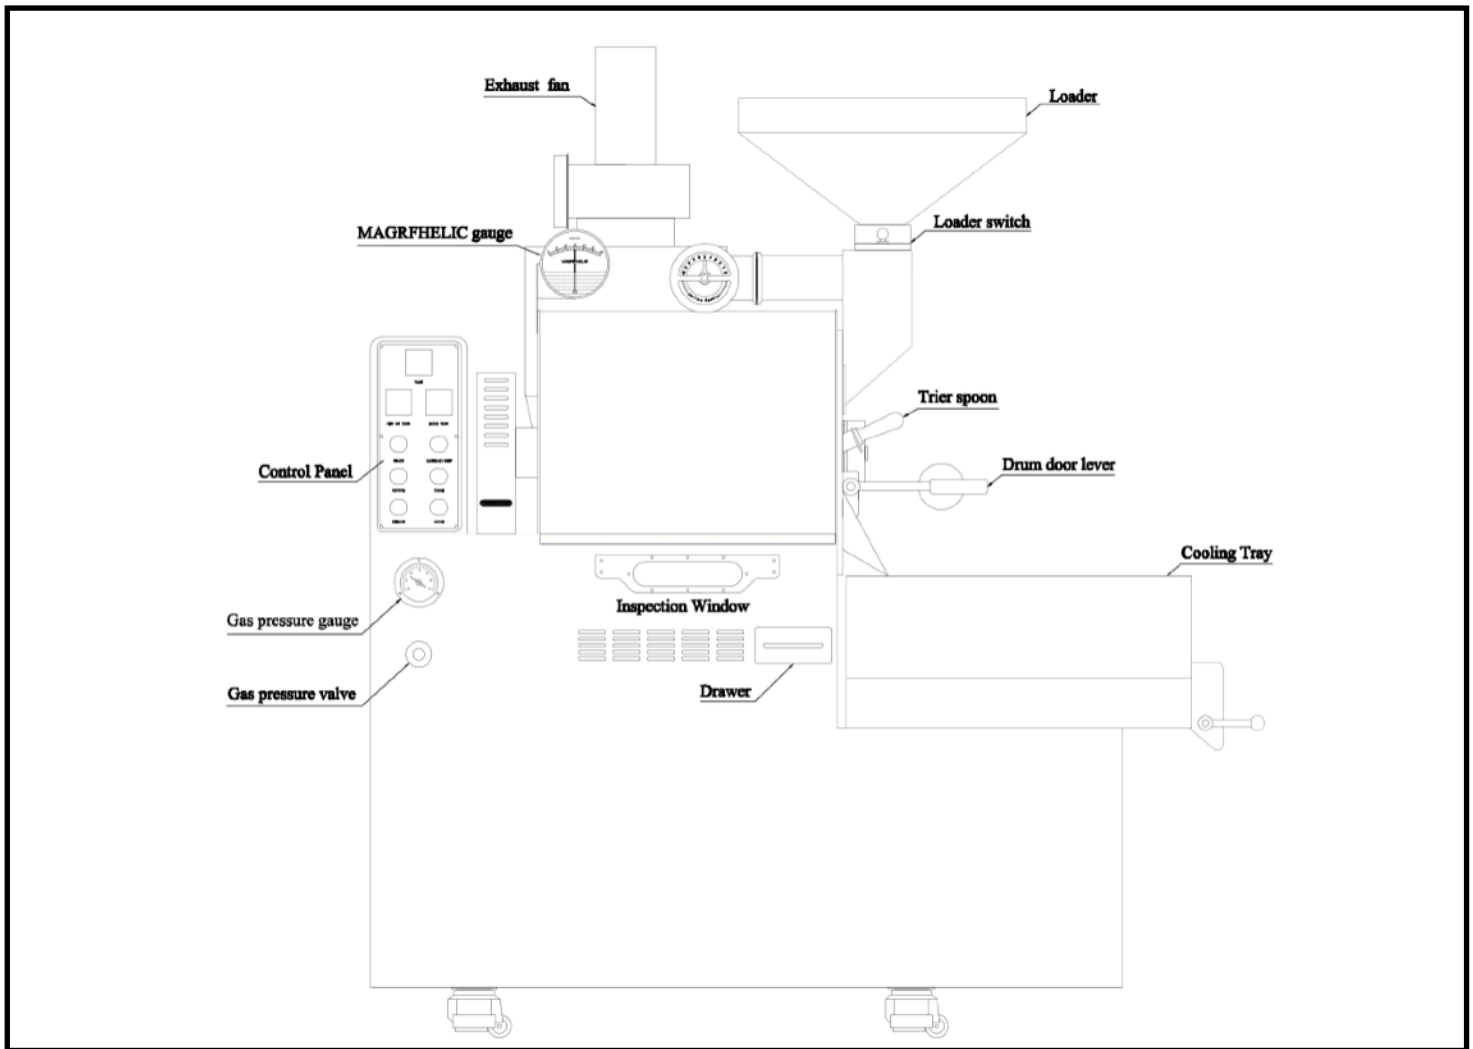 Exhaust fan
Loader
Loader switch
MAGRFHELIC gauge
Trier spoon
Drum door lever
Control Panel
Cooling Tray
Inspection Window
Gas pressure gauge
Drawer
Gas pressure valve